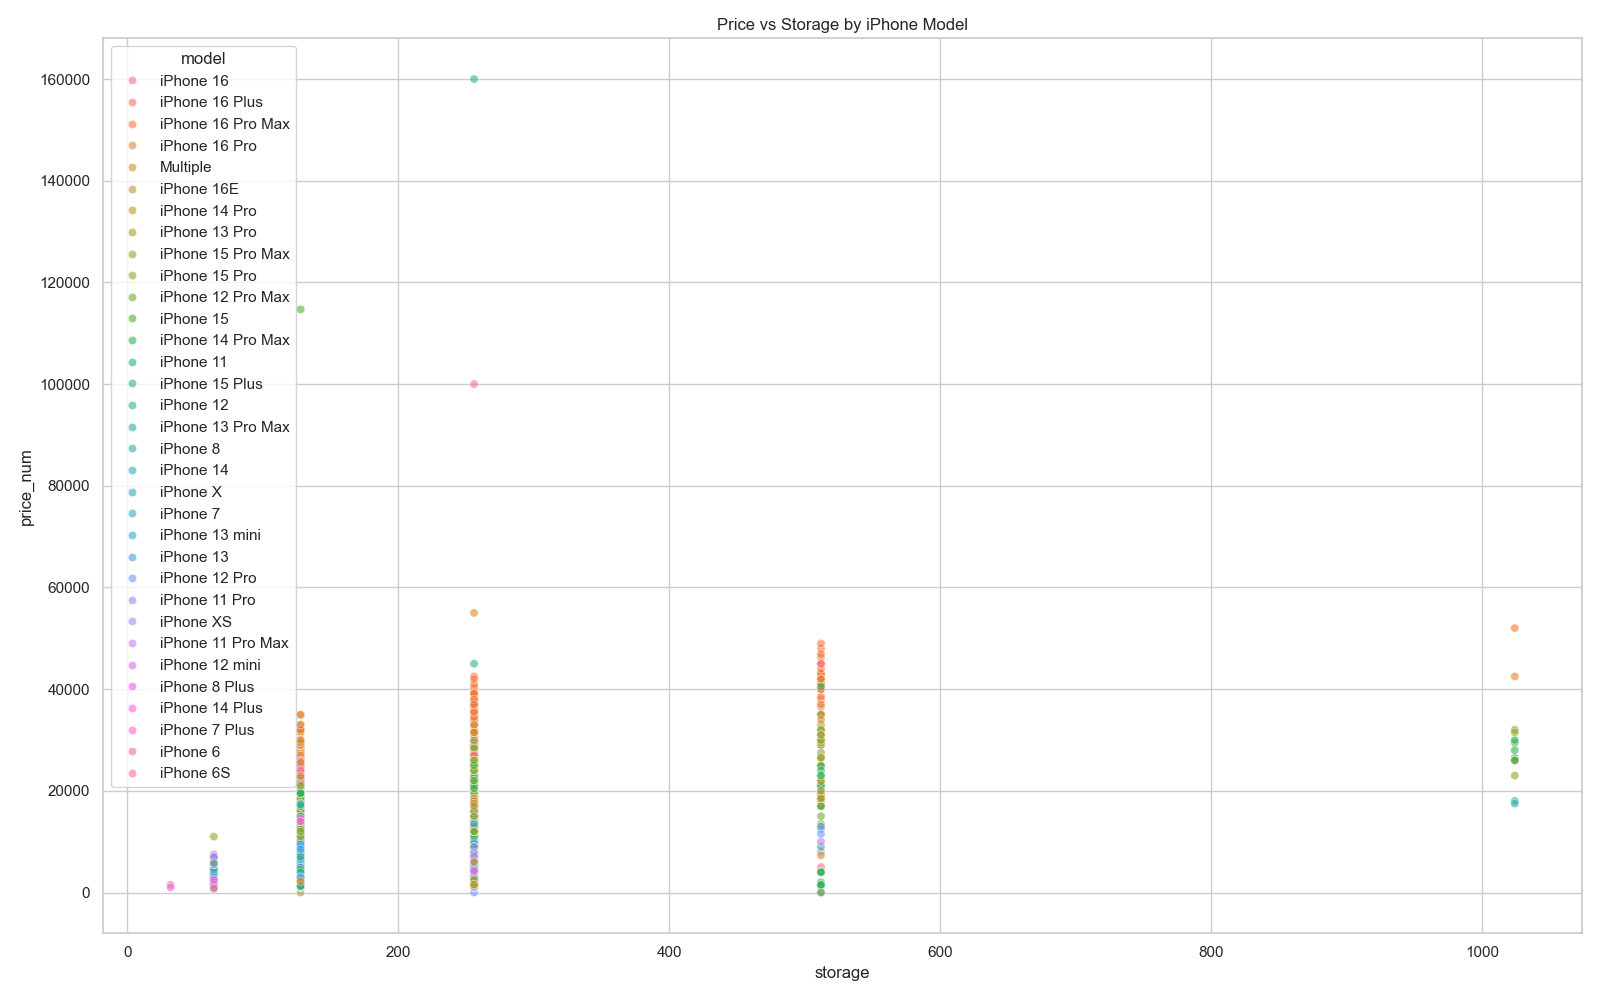 Price vs Storage by iPhone Model
model
iPhone 16
iPhone 16 Plus
iPhone 16 Pro Max
iPhone 16 Pro
Multiple
iPhone 16E
iPhone 14 Pro
iPhone 13 Pro
iPhone 15 Pro Max
iPhone 15 Pro
iPhone 12 Pro Max
iPhone 15
iPhone 14 Pro Max
iPhone 11
iPhone 15 Plus
iPhone 12
iPhone 13 Pro Max
iPhone 8
iPhone 14
iPhone X
iPhone 7
iPhone 13 mini
iPhone 13
iPhone 12 Pro
iPhone 11 Pro
iPhone XS
iPhone 11 Pro Max
iPhone 12 mini
iPhone 8 Plus
iPhone 14 Plus
iPhone 7 Plus
iPhone 6
iPhone 6S
160000
140000
120000
100000
80000
60000
40000
20000
0
price_num
0 200 400 600 800 1000
storage